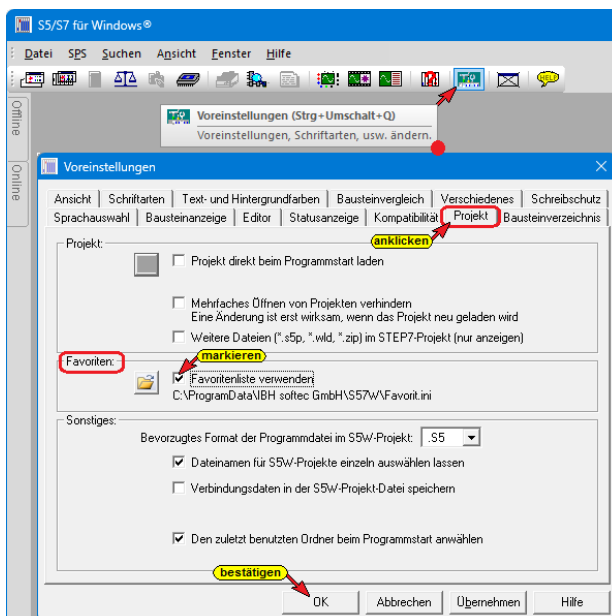 S5/S7 für Windows®
Datei SPS Suchen Ansicht Fenster Hilfe
HELP
Offline
Online
Voreinstellungen (Strg+Umschalt+Q)
Voreinstellungen, Schriftarten, usw. ändern.
Voreinstellungen
Ansicht Schriftarten Text- und Hintergrundfarben Bausteinvergleich Verschiedenes Schreibschutz
Sprachauswahl Bausteinanzeige Editor Statusanzeige Kompatibilität Projekt Bausteinverzeichnis
anklicken
Projekt:
Projekt direkt beim Programmstart laden
Mehrfaches Öffnen von Projekten verhindern
Eine Änderung ist erst wirksam, wenn das Projekt neu geladen wird
Weitere Dateien (*.s5p, *.wld, *.zip) im STEP7-Projekt (nur anzeigen)
markieren
Favoriten:
Favoritenliste verwenden
C:\ProgramData\IBH softec GmbH\S57W\Favorit.ini
Sonstiges:
Bevorzugtes Format der Programmdatei im S5W-Projekt: .S5
Dateinamen für S5W-Projekte einzeln auswählen lassen
Verbindungsdaten in der S5W-Projekt-Datei speichern
Den zuletzt benutzten Ordner beim Programmstart anwählen
bestätigen
OK Abbrechen Übernehmen Hilfe